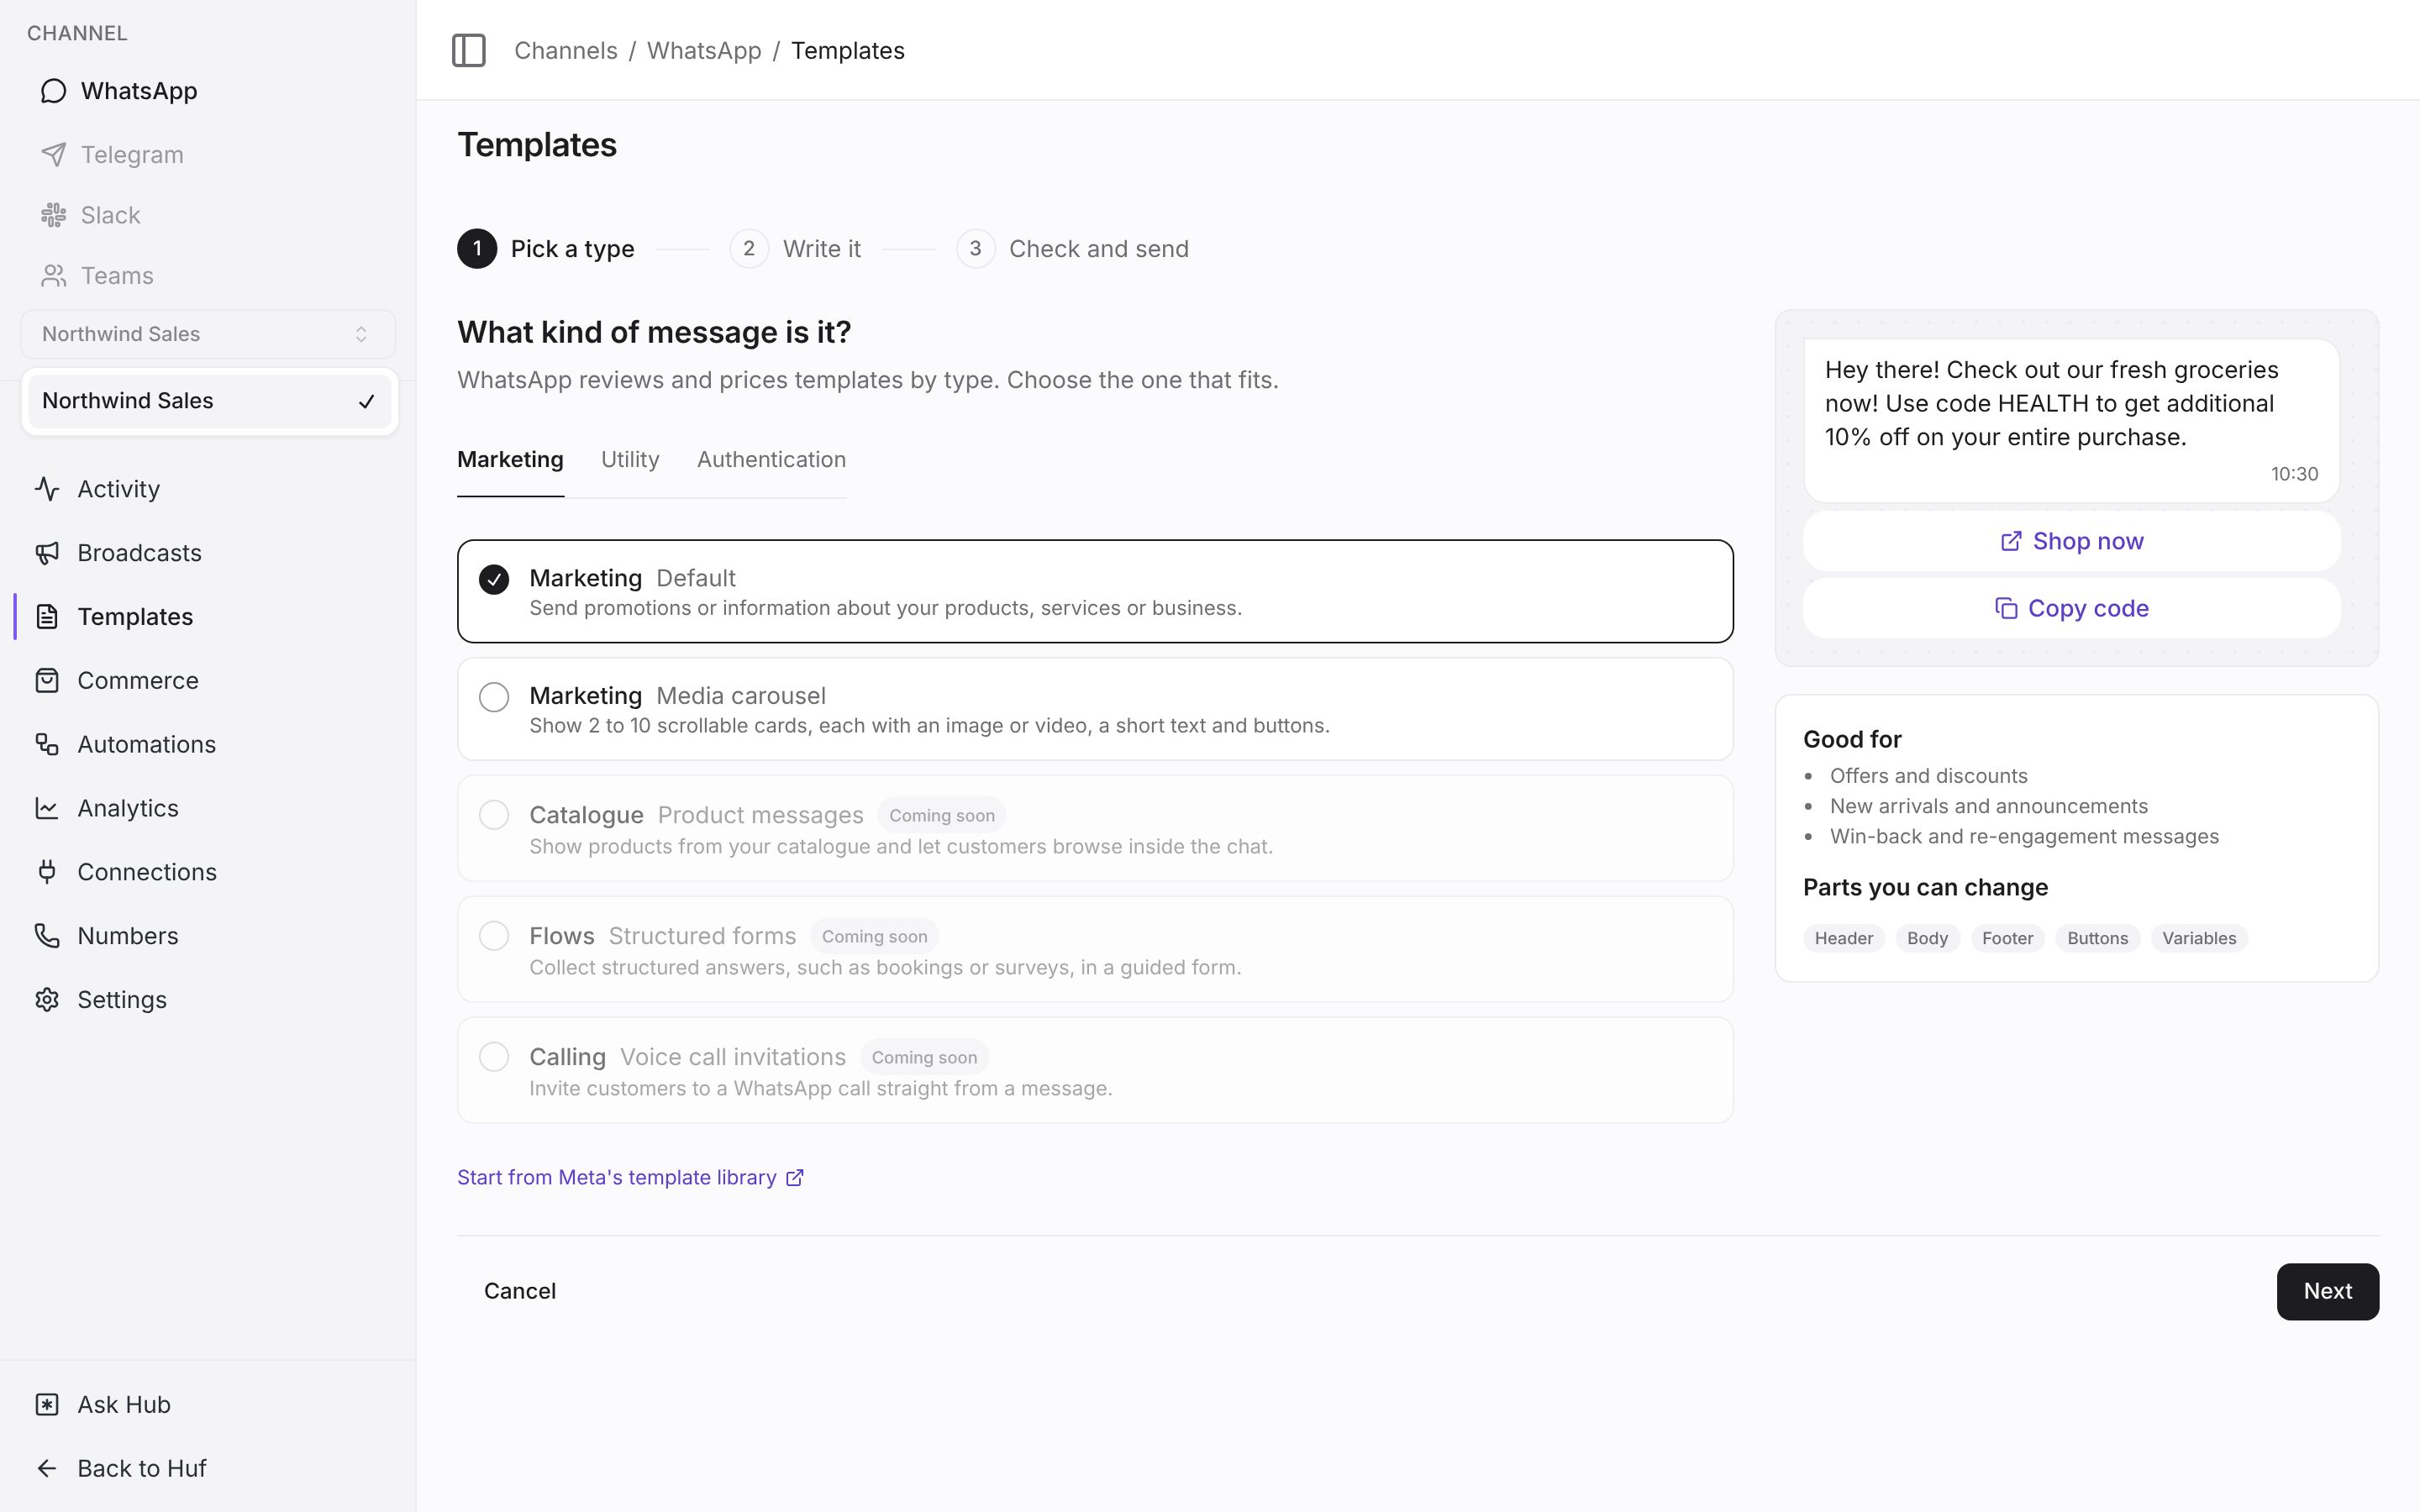 CHANNEL
WhatsApp
Telegram
Slack
Teams
Northwind Sales
Northwind Sales
Activity
Broadcasts
Templates
Commerce
Automations
Analytics
Connections
Numbers
Settings
Ask Hub
Back to Huf
Channels / WhatsApp / Templates
Templates
1 Pick a type 2 Write it 3 Check and send
What kind of message is it?
WhatsApp reviews and prices templates by type. Choose the one that fits.
Marketing Utility Authentication
Marketing Default
Send promotions or information about your products, services or business.
Marketing Media carousel
Show 2 to 10 scrollable cards, each with an image or video, a short text and buttons.
Catalogue Product messages Coming soon
Show products from your catalogue and let customers browse inside the chat.
Flows Structured forms Coming soon
Collect structured answers, such as bookings or surveys, in a guided form.
Calling Voice call invitations Coming soon
Invite customers to a WhatsApp call straight from a message.
Start from Meta's template library
Cancel
Next
Hey there! Check out our fresh groceries
now! Use code HEALTH to get additional
10% off on your entire purchase.
10:30
Shop now
Copy code
Good for
• Offers and discounts
• New arrivals and announcements
• Win-back and re-engagement messages
Parts you can change
Header Body Footer Buttons Variables